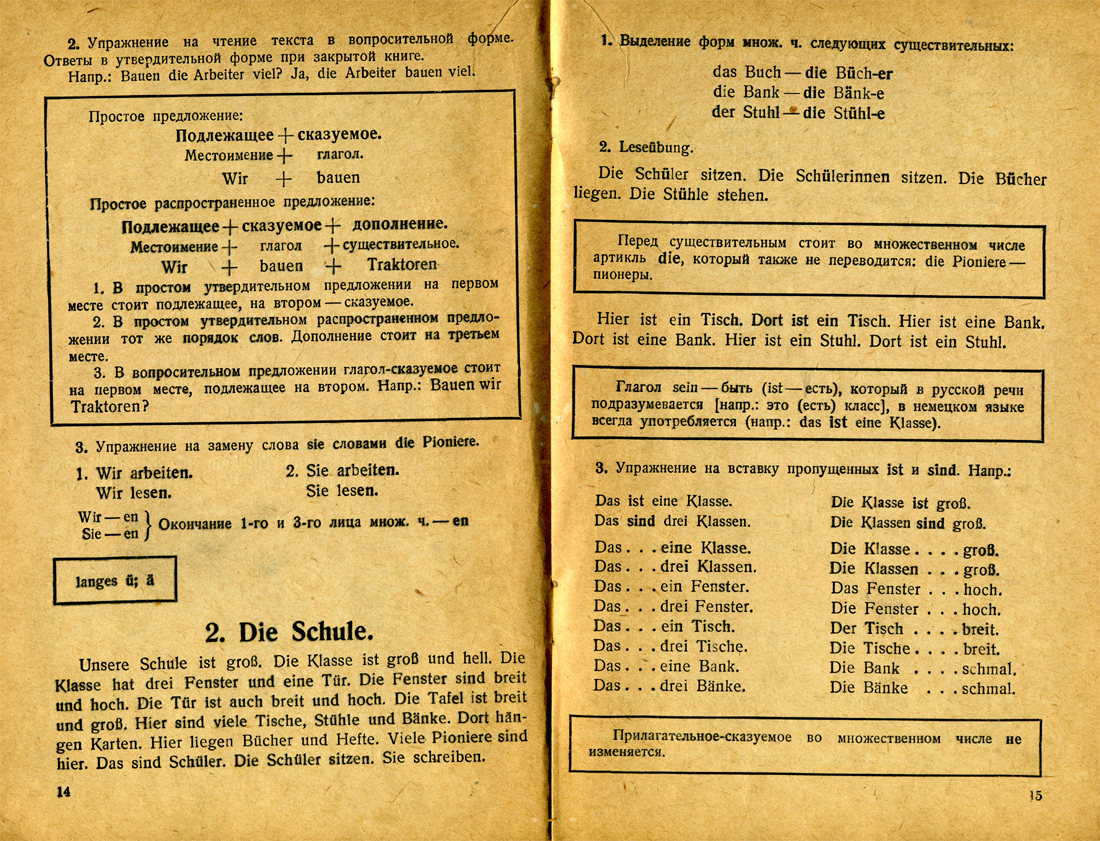 2. Упражнение на чтение текста в вопросительной форме.
Ответы в утвердительной форме при закрытой книге.
Напр.: Bauen die Arbeiter viel? Ja, die Arbeiter bauen viel.
Простое предложение:
Подлежащее + сказуемое.
Местоимение + глагол.
Wir + bauen
Простое распространенное предложение:
Подлежащее + сказуемое + дополнение.
Местоимение + глагол + существительное.
Wir + bauen + Traktoren
1. В простом утвердительном предложении на первом
месте стоит подлежащее, на втором — сказуемое.
2. В простом утвердительном распространенном предло-
жении тот же порядок слов. Дополнение стоит на третьем
месте.
3. В вопросительном предложении глагол-сказуемое стоит
на первом месте, подлежащее на втором. Напр.: Bauen wir
Traktoren?
3. Упражнение на замену слова sie словами die Pioniere.
1. Wir arbeiten. 2. Sie arbeiten.
Wir lesen. Sie lesen.
Wir — en
Sie — en } Окончание 1-го и 3-го лица множ. ч. — en
langes ü; ä
2. Die Schule.
Unsere Schule ist groß. Die Klasse ist groß und hell. Die
Klasse hat drei Fenster und eine Tür. Die Fenster sind breit
und hoch. Die Tür ist auch breit und hoch. Die Tafel ist breit
und groß. Hier sind viele Tische, Stühle und Bänke. Dort hän-
gen Karten. Hier liegen Bücher und Hefte. Viele Pioniere sind
hier. Das sind Schüler. Die Schüler sitzen. Sie schreiben.
14
1. Выделение форм множ. ч. следующих существительных:
das Buch — die Büch-er
die Bank — die Bänk-e
der Stuhl — die Stühl-e
2. Leseübung.
Die Schüler sitzen. Die Schülerinnen sitzen. Die Bücher
liegen. Die Stühle stehen.
Перед существительным стоит во множественном числе
артикль die, который также не переводится: die Pioniere —
пионеры.
Hier ist ein Tisch. Dort ist ein Tisch. Hier ist eine Bank.
Dort ist eine Bank. Hier ist ein Stuhl. Dort ist ein Stuhl.
Глагол sein — быть (ist — есть), который в русской речи
подразумевается [напр.: это (есть) класс], в немецком языке
всегда употребляется (напр.: das ist eine Klasse).
3. Упражнение на вставку пропущенных ist и sind. Напр.:
Das ist eine Klasse. Die Klasse ist groß.
Das sind drei Klassen. Die Klassen sind groß.
Das . . . eine Klasse. Die Klasse . . . . groß.
Das . . . drei Klassen. Die Klassen . . . groß.
Das . . . ein Fenster. Das Fenster . . . hoch.
Das . . . drei Fenster. Die Fenster . . . hoch.
Das . . . ein Tisch. Der Tisch . . . . breit.
Das . . . drei Tische. Die Tische . . . . breit.
Das . . . eine Bank. Die Bank . . . . schmal.
Das . . . drei Bänke. Die Bänke . . . schmal.
Прилагательное-сказуемое во множественном числе не
изменяется.
15